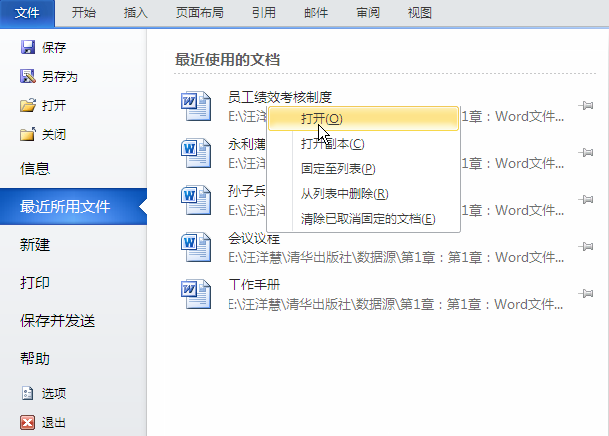 文件 开始 插入 页面布局 引用 邮件 审阅 视图
保存
另存为
打开
关闭
信息
最近所用文件
新建
打印
保存并发送
帮助
选项
退出
最近使用的文档
员工绩效考核制度
E:\汪洋 第1章：Word文件...
打开(O)
永利薄
E:\汪洋 第1章：Word文件...
打开副本(C)
固定至列表(P)
孙子兵
E:\汪洋 第1章：Word文件...
从列表中删除(R)
清除已取消固定的文档(E)
会议议程
E:\汪洋慧\清华出版社\数据源\第1章：第1章：Word文件...
工作手册
E:\汪洋慧\清华出版社\数据源\第1章：第1章：Word文件...